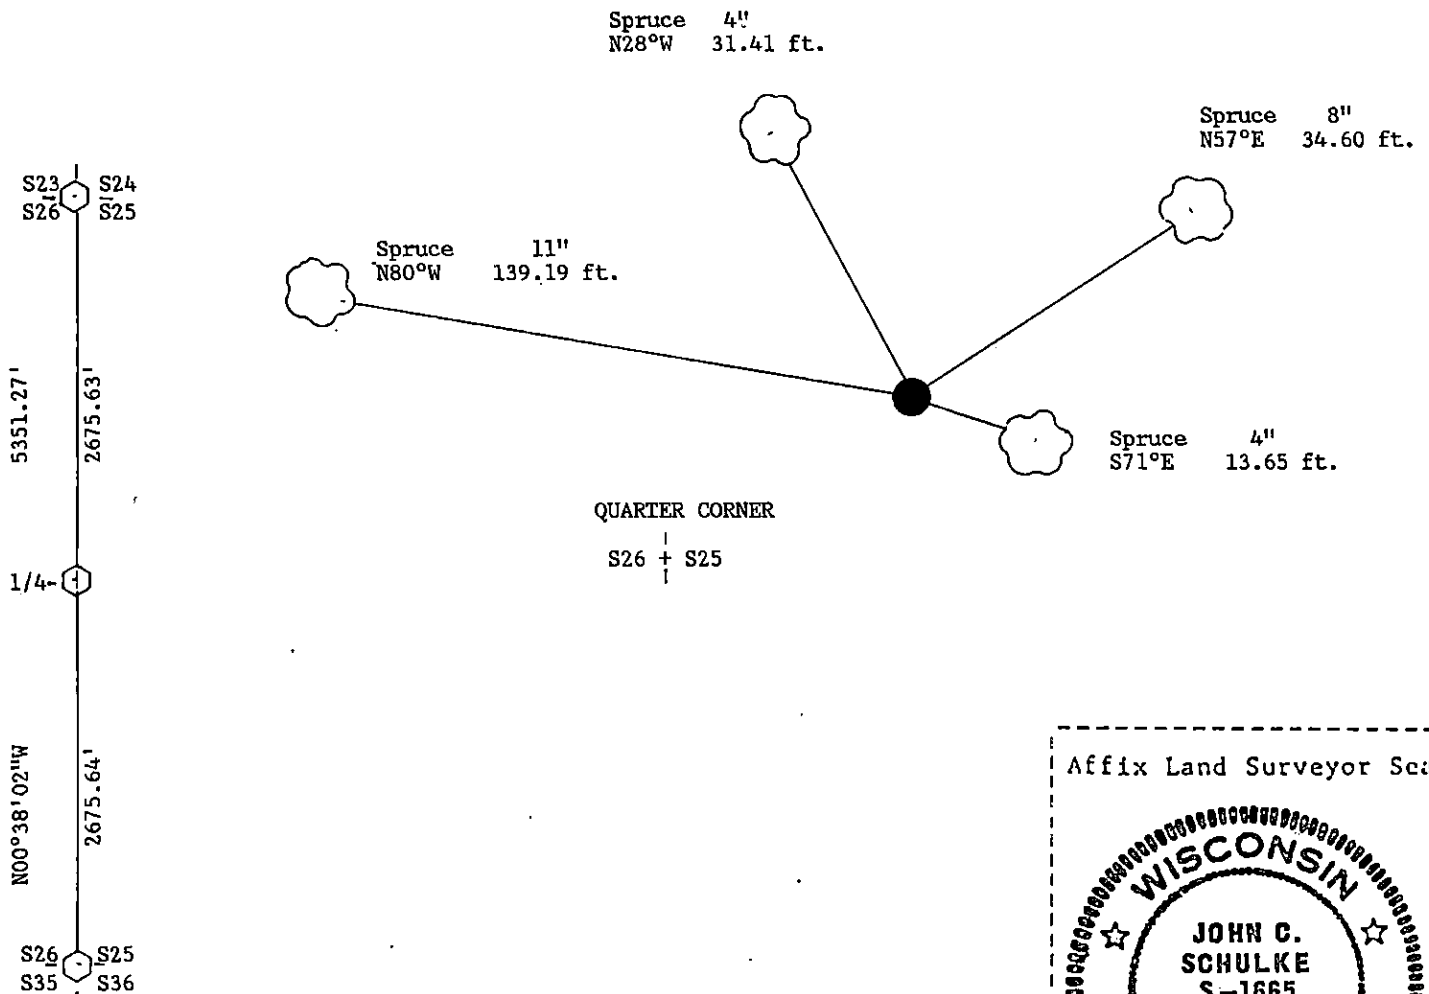 Spruce 4"
N28°W 31.41 ft.
Spruce 8"
N57°E 34.60 ft.
S23 S24
S26 S25
Spruce 11"
N80°W 139.19 ft.
5351.27'
2675.63'
Spruce 4"
S71°E 13.65 ft.
QUARTER CORNER
S26 + S25
1/4-
N00°38'02"W
2675.64'
S26 S25
S35 S36
Affix Land Surveyor
WISCONSIN
JOHN C.
SCHULKE
S-1665